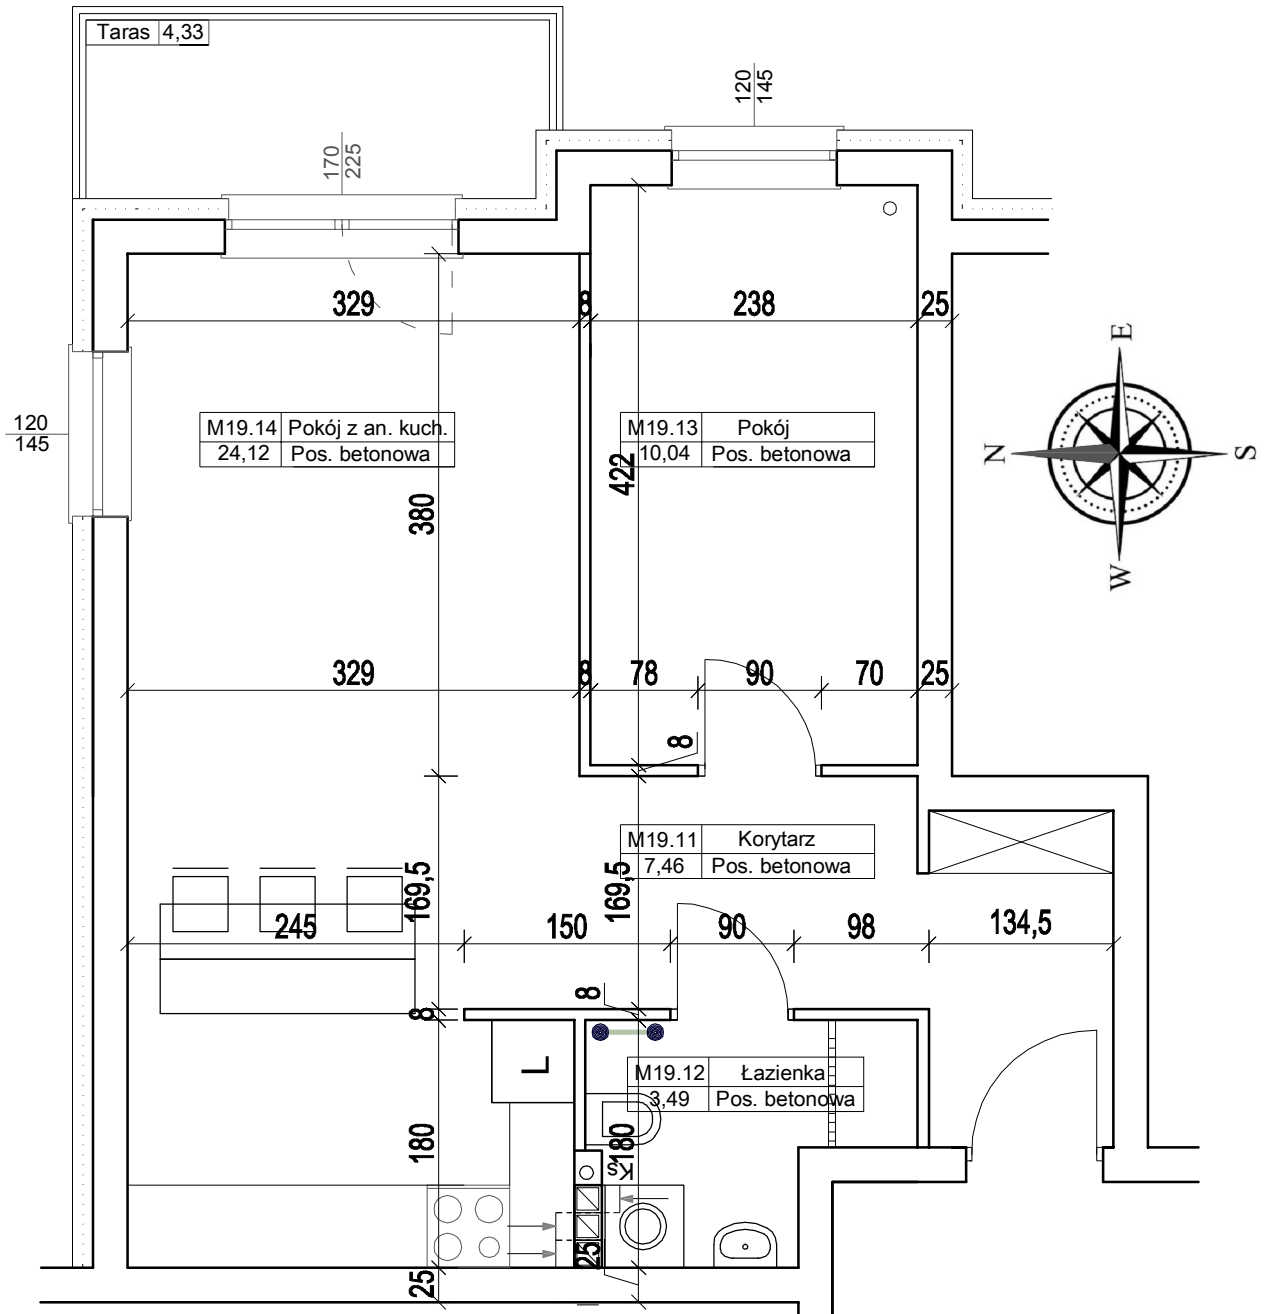 Taras 4,33
120
145
170
225
329 8 238 25
E
N
S
W
120
145
M19.14 Pokój z an. kuch.
24,12 Pos. betonowa
M19.13 Pokój
10,04 Pos. betonowa
422
380
329 8 78 90 70 25
8
M19.11 Korytarz
7,46 Pos. betonowa
169,5
169,5
245 150 90 98 134,5
8
8
L
M19.12 Łazienka
3,49 Pos. betonowa
180
180
Ks
25
25